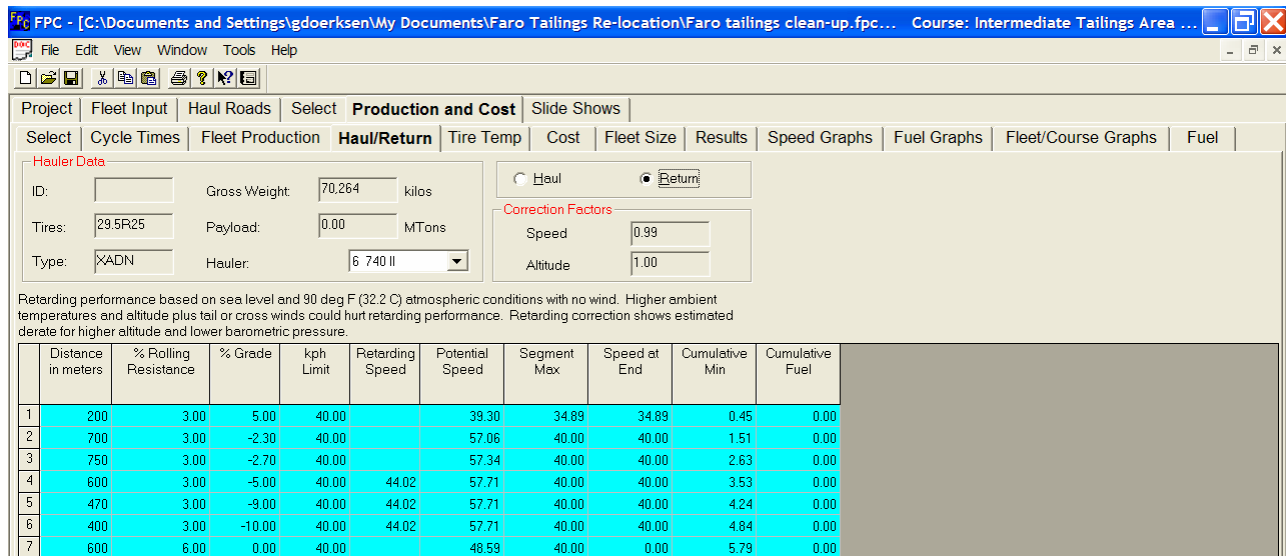 FPC - [C:\Documents and Settings\gdoerksen\My Documents\Faro Tailings Re-location\Faro tailings clean-up.fpc... Course: Intermediate Tailings Area ...
File Edit View Window Tools Help
Project Fleet Input Haul Roads Select Production and Cost Slide Shows
Select Cycle Times Fleet Production Haul/Return Tire Temp Cost Fleet Size Results Speed Graphs Fuel Graphs Fleet/Course Graphs Fuel
Hauler Data
ID: Gross Weight: 70,264 kilos
Tires: 29.5R25 Payload: 0.00 MTons
Type: XADN Hauler: 6 740 II
Haul Return
Correction Factors
Speed 0.99
Altitude 1.00
Retarding performance based on sea level and 90 deg F (32.2 C) atmospheric conditions with no wind. Higher ambient
temperatures and altitude plus tail or cross winds could hurt retarding performance. Retarding correction shows estimated
derate for higher altitude and lower barometric pressure.
Distance in meters % Rolling Resistance % Grade kph Limit Retarding Speed Potential Speed Segment Max Speed at End Cumulative Min Cumulative Fuel
1 200 3.00 5.00 40.00 39.30 34.89 34.89 0.45 0.00
2 700 3.00 -2.30 40.00 57.06 40.00 40.00 1.51 0.00
3 750 3.00 -2.70 40.00 57.34 40.00 40.00 2.63 0.00
4 600 3.00 -5.00 40.00 44.02 57.71 40.00 40.00 3.53 0.00
5 470 3.00 -9.00 40.00 44.02 57.71 40.00 40.00 4.24 0.00
6 400 3.00 -10.00 40.00 44.02 57.71 40.00 40.00 4.84 0.00
7 600 6.00 0.00 40.00 48.59 40.00 0.00 5.79 0.00